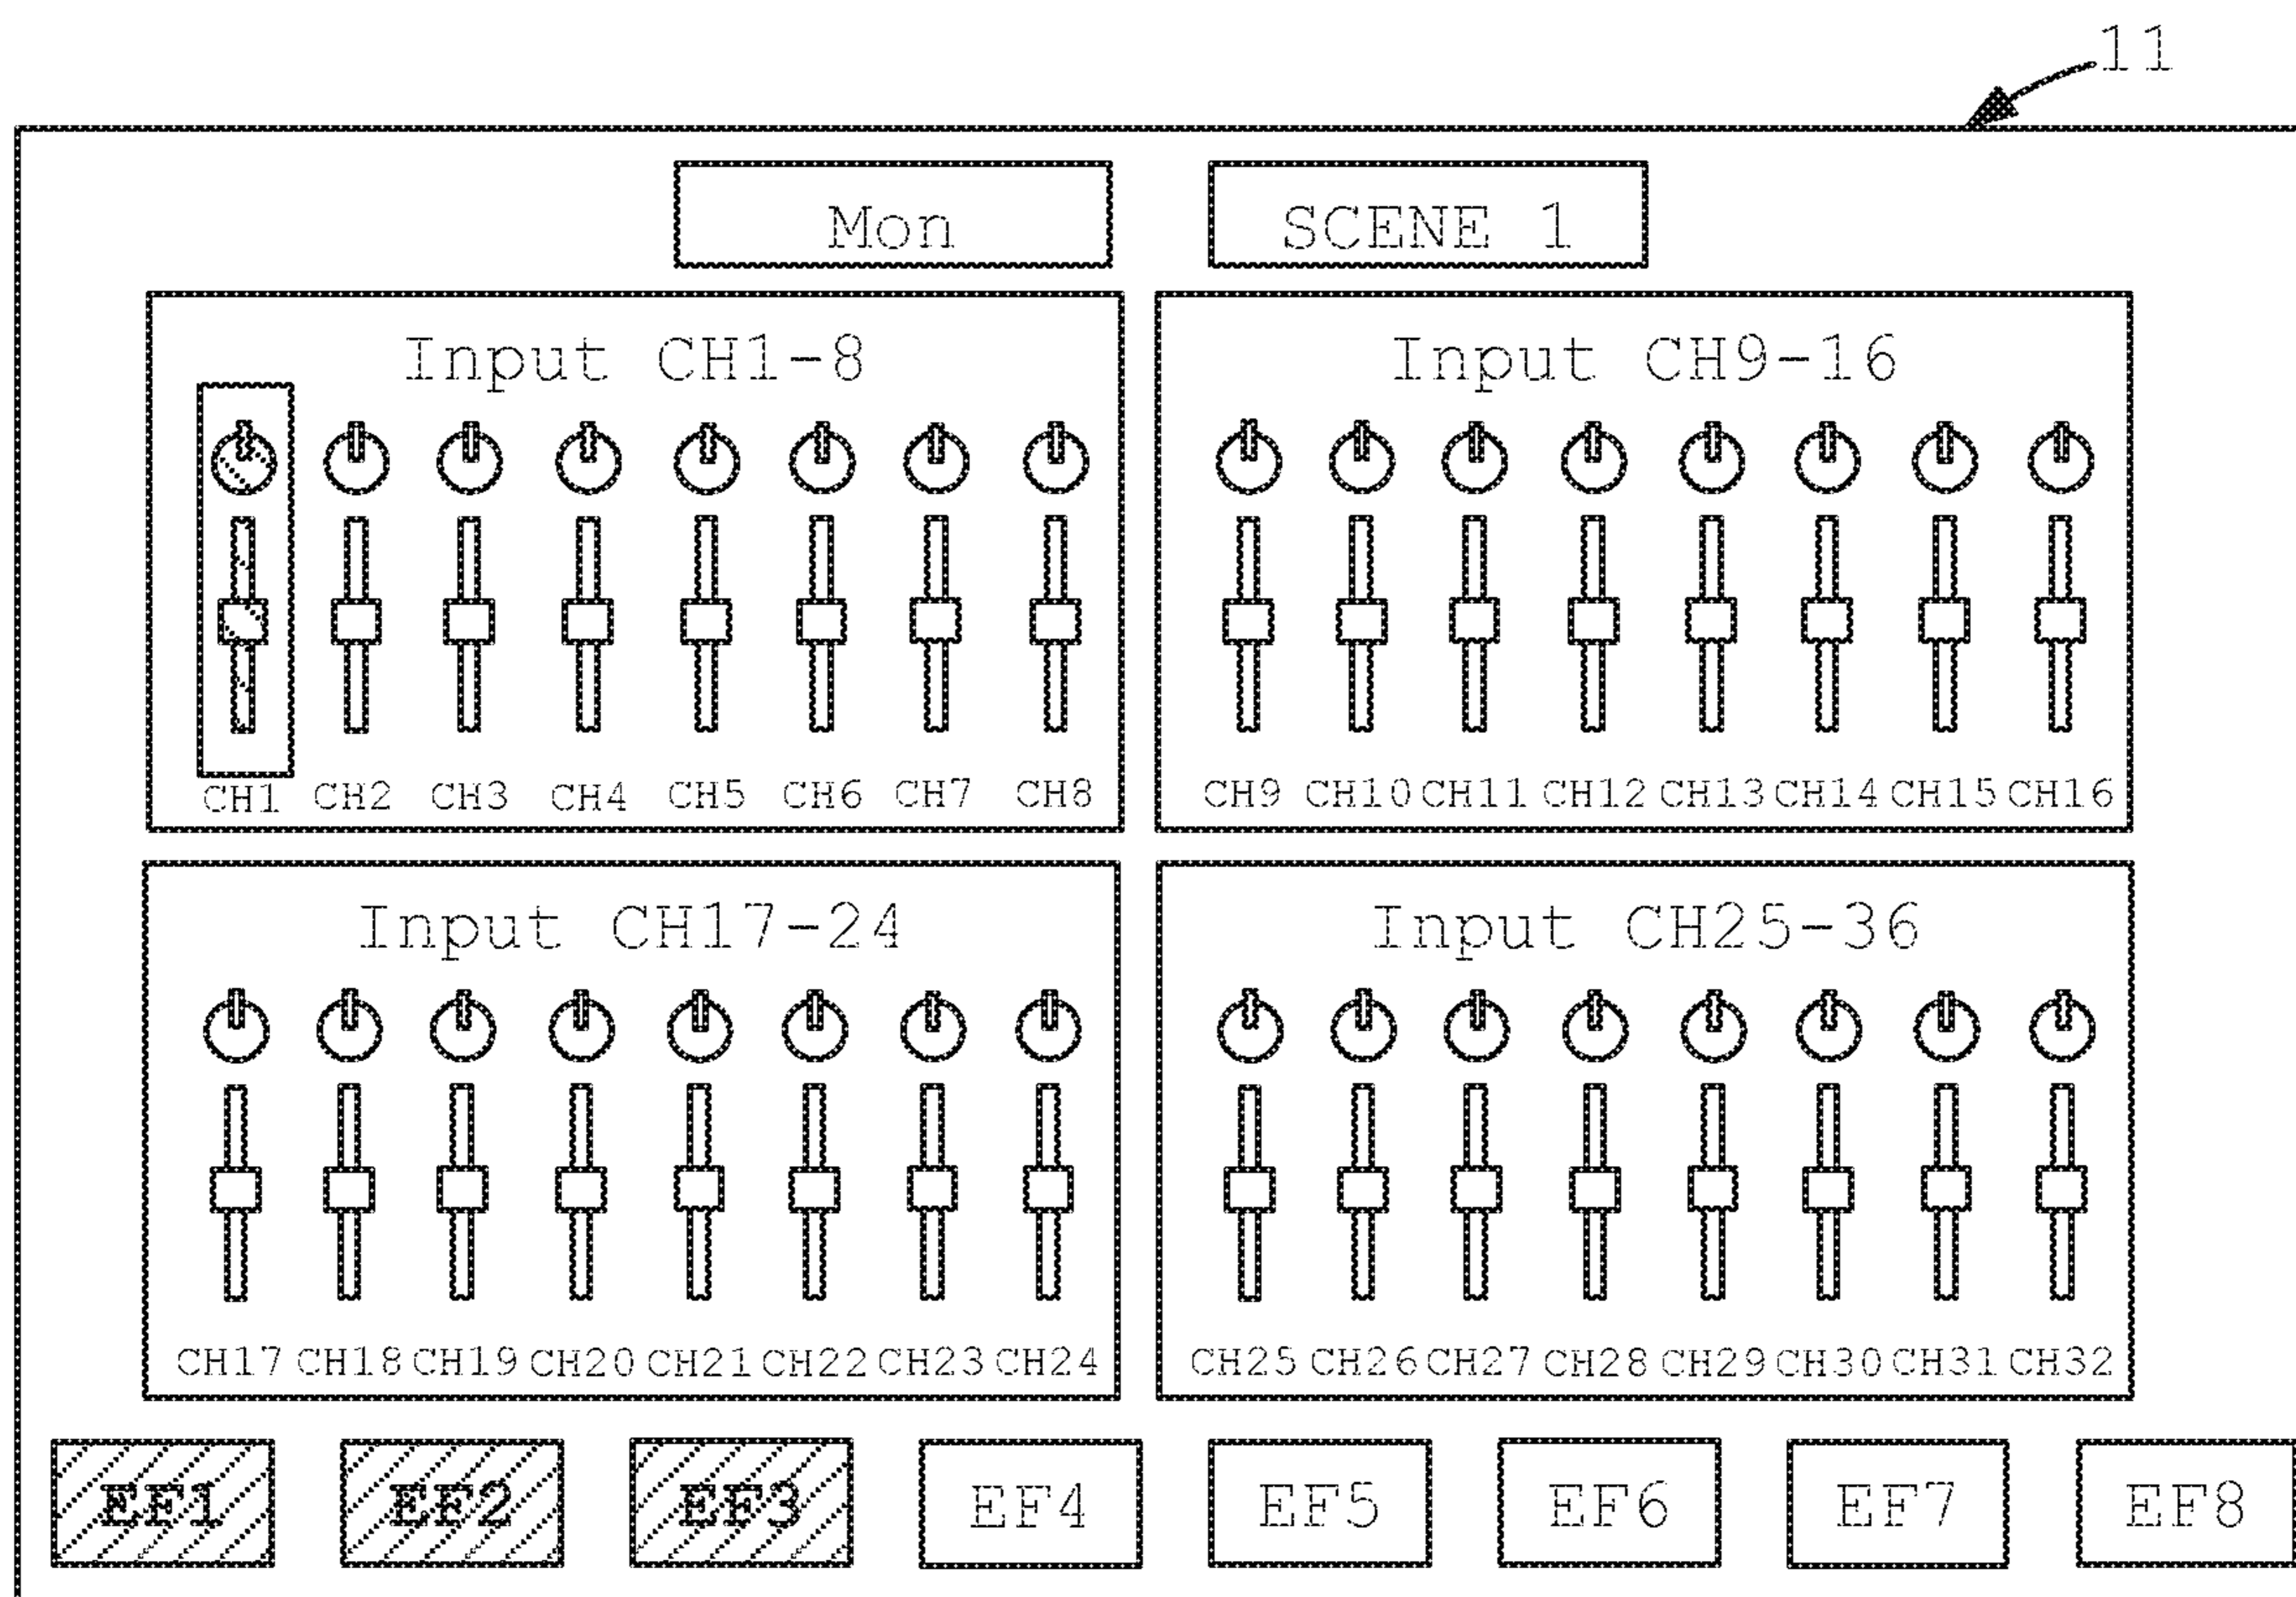 11
Mon SCENE 1
Input CH1-8
CH1 CH2 CH3 CH4 CH5 CH6 CH7 CH8
Input CH9-16
CH9 CH10 CH11 CH12 CH13 CH14 CH15 CH16
Input CH17-24
CH17 CH18 CH19 CH20 CH21 CH22 CH23 CH24
Input CH25-36
CH25 CH26 CH27 CH28 CH29 CH30 CH31 CH32
EF1 EF2 EF3 EF4 EF5 EF6 EF7 EF8